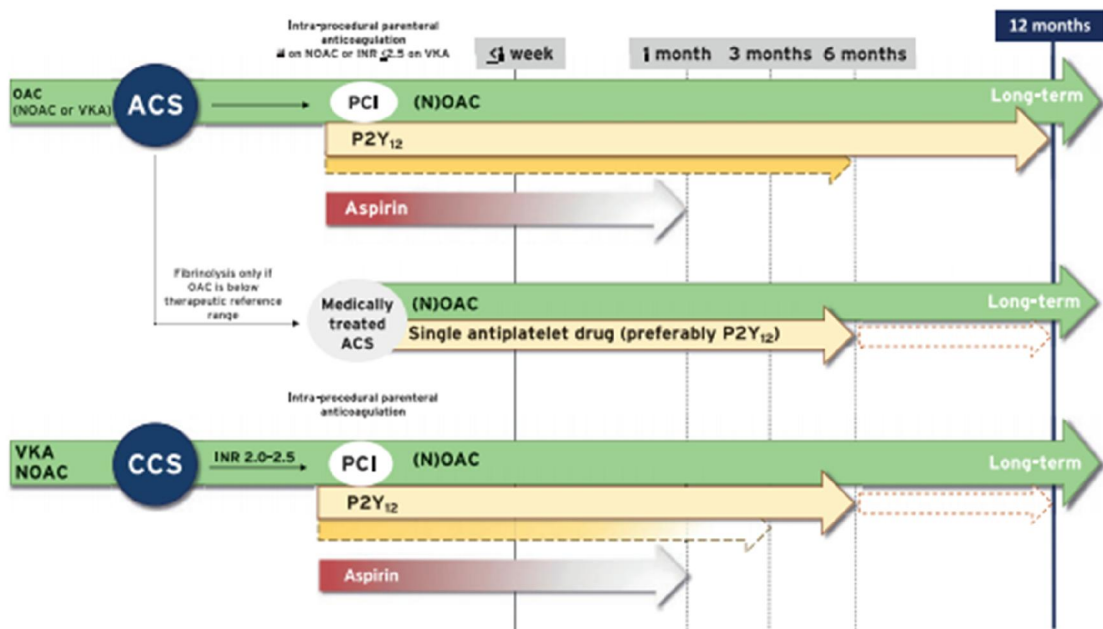 Intra-procedural parenteral
anticoagulation
on NOAC or INR ≤2.5 on VKA
≤1 week
1 month
3 months
6 months
12 months
OAC
(NOAC or VKA)
ACS
PCI
(N)OAC
Long-term
P2Y₁₂
Aspirin
Fibrinolysis only if
OAC is below
therapeutic reference
range
Medically
treated
ACS
(N)OAC
Long-term
Single antiplatelet drug (preferably P2Y₁₂)
Intra-procedural parenteral
anticoagulation
VKA
NOAC
CCS
INR 2.0-2.5
PCI
(N)OAC
Long-term
P2Y₁₂
Aspirin